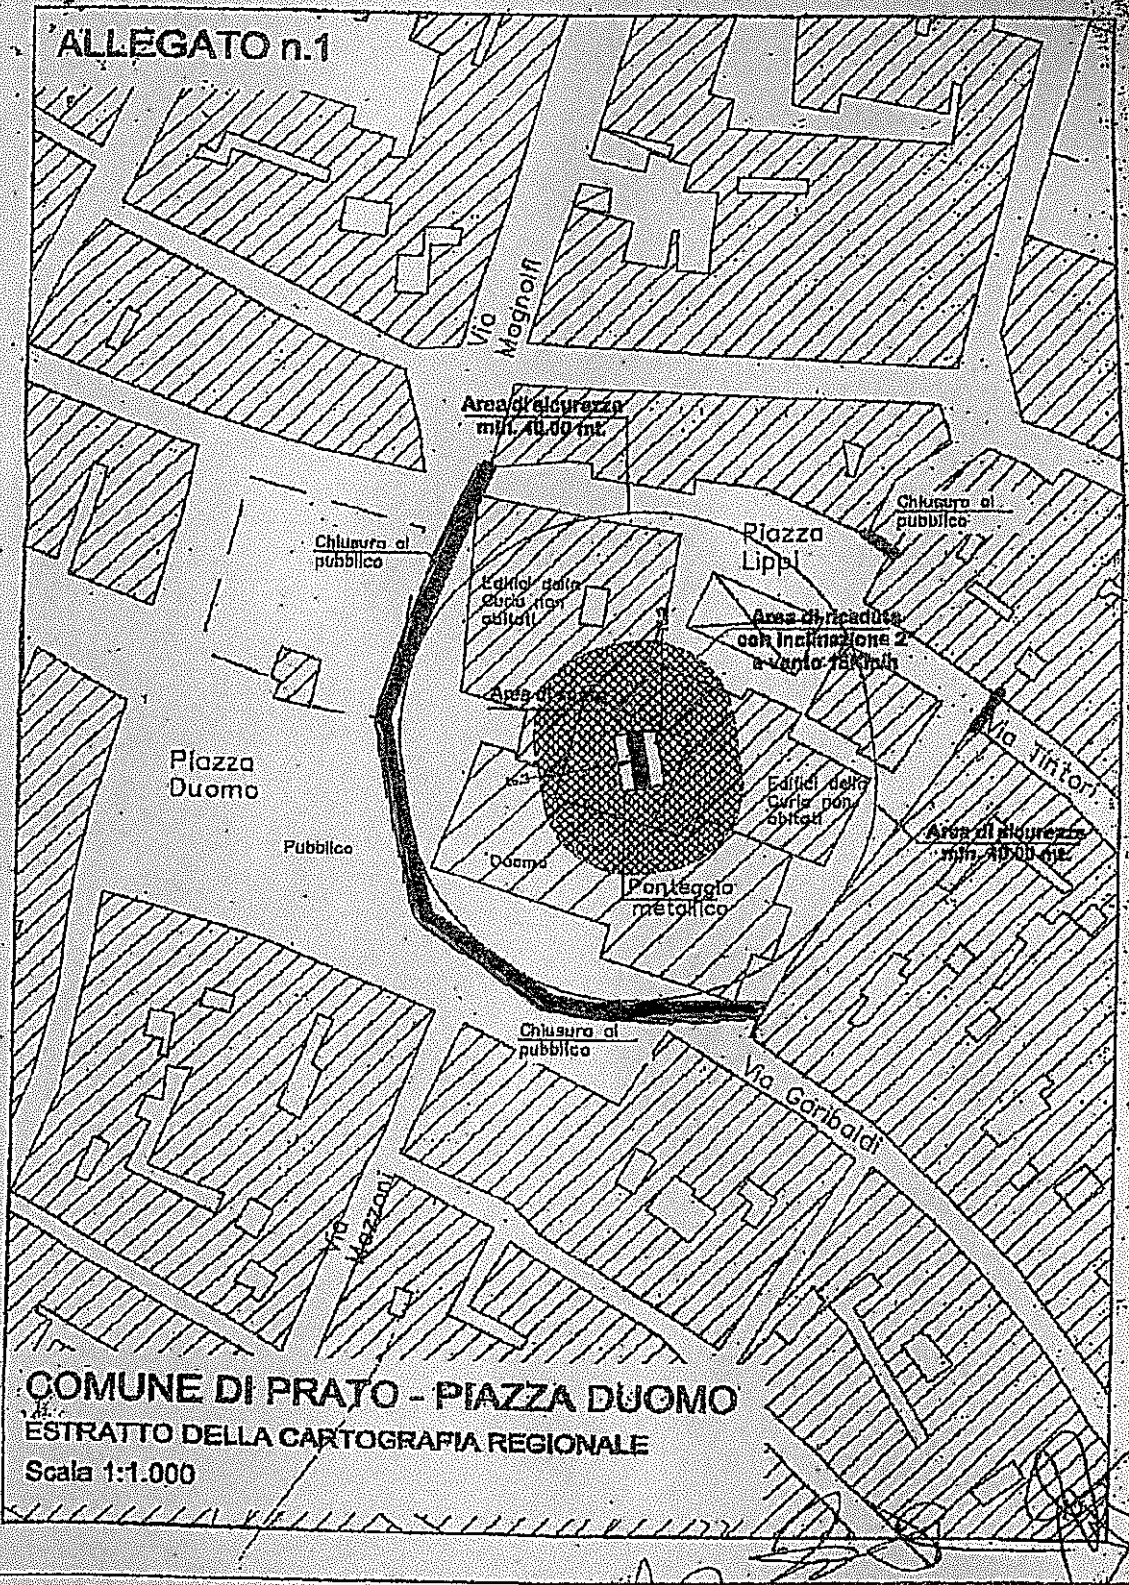 ALLEGATO n.1
Via
Magnolfi
Area di sicurezza
min. 40.00 mt.
Chiusura al
pubblico
Piazza
Lippi
Chiusura al
pubblico
Edifici della
Curia non
abitati
Area di ricaduta
con inclinazione 2°
a vento 18Km/h
Area di
Piazza
Duomo
Via Tintori
Edifici della
Curia non
abitati
Area di sicurezza
min. 40.00 mt.
Pubblico
Duomo
Ponteggio
metallico
Chiusura al
pubblico
Via Garibaldi
Via
Mazzoni
COMUNE DI PRATO - PIAZZA DUOMO
ESTRATTO DELLA CARTOGRAFIA REGIONALE
Scala 1:1.000